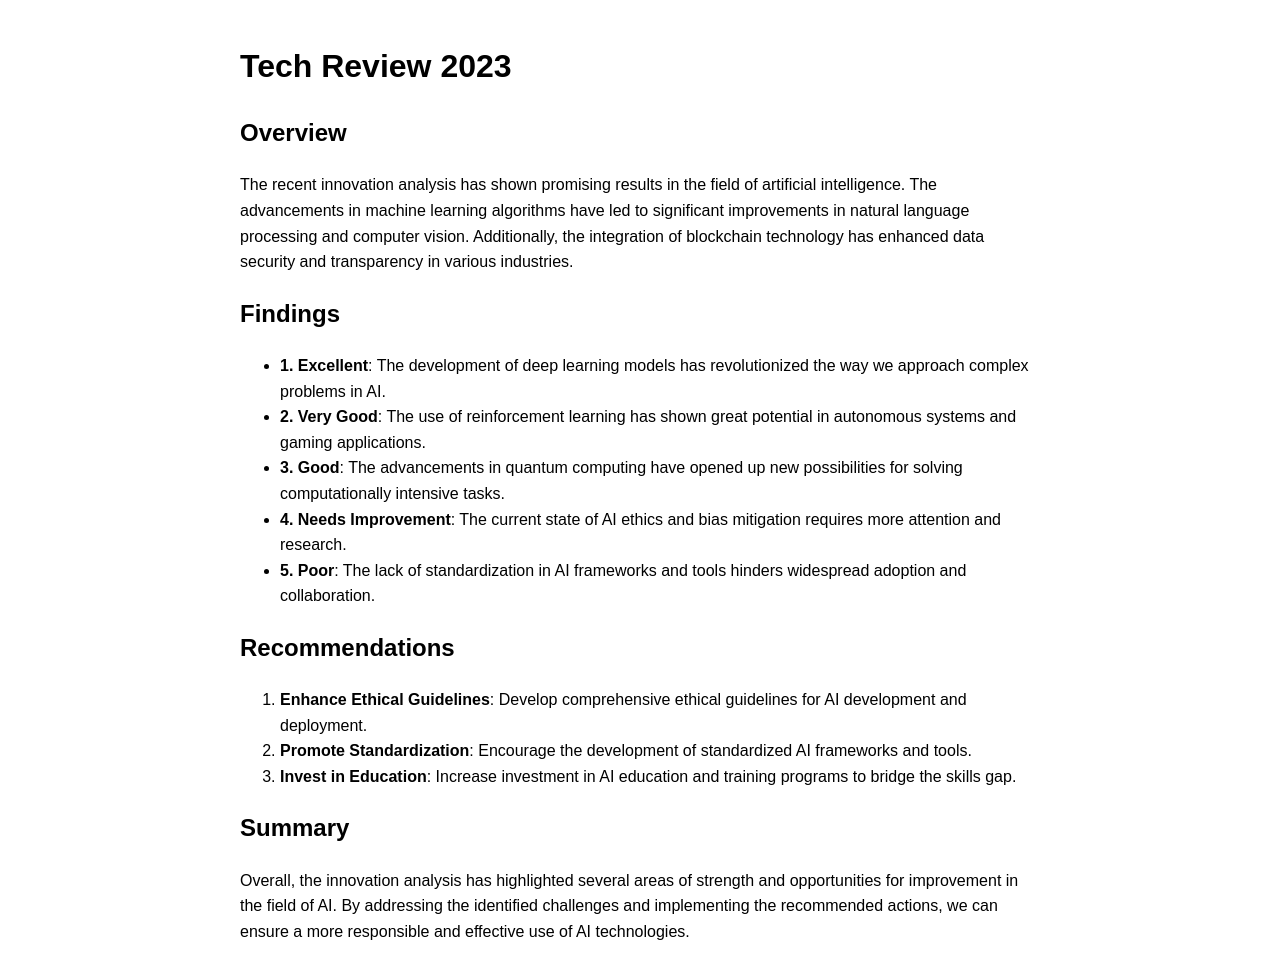 Tech Review 2023
Overview
The recent innovation analysis has shown promising results in the field of artificial intelligence. The
advancements in machine learning algorithms have led to significant improvements in natural language
processing and computer vision. Additionally, the integration of blockchain technology has enhanced data
security and transparency in various industries.
Findings
• 1. Excellent: The development of deep learning models has revolutionized the way we approach complex
problems in AI.
• 2. Very Good: The use of reinforcement learning has shown great potential in autonomous systems and
gaming applications.
• 3. Good: The advancements in quantum computing have opened up new possibilities for solving
computationally intensive tasks.
• 4. Needs Improvement: The current state of AI ethics and bias mitigation requires more attention and
research.
• 5. Poor: The lack of standardization in AI frameworks and tools hinders widespread adoption and
collaboration.
Recommendations
1. Enhance Ethical Guidelines: Develop comprehensive ethical guidelines for AI development and
deployment.
2. Promote Standardization: Encourage the development of standardized AI frameworks and tools.
3. Invest in Education: Increase investment in AI education and training programs to bridge the skills gap.
Summary
Overall, the innovation analysis has highlighted several areas of strength and opportunities for improvement in
the field of AI. By addressing the identified challenges and implementing the recommended actions, we can
ensure a more responsible and effective use of AI technologies.